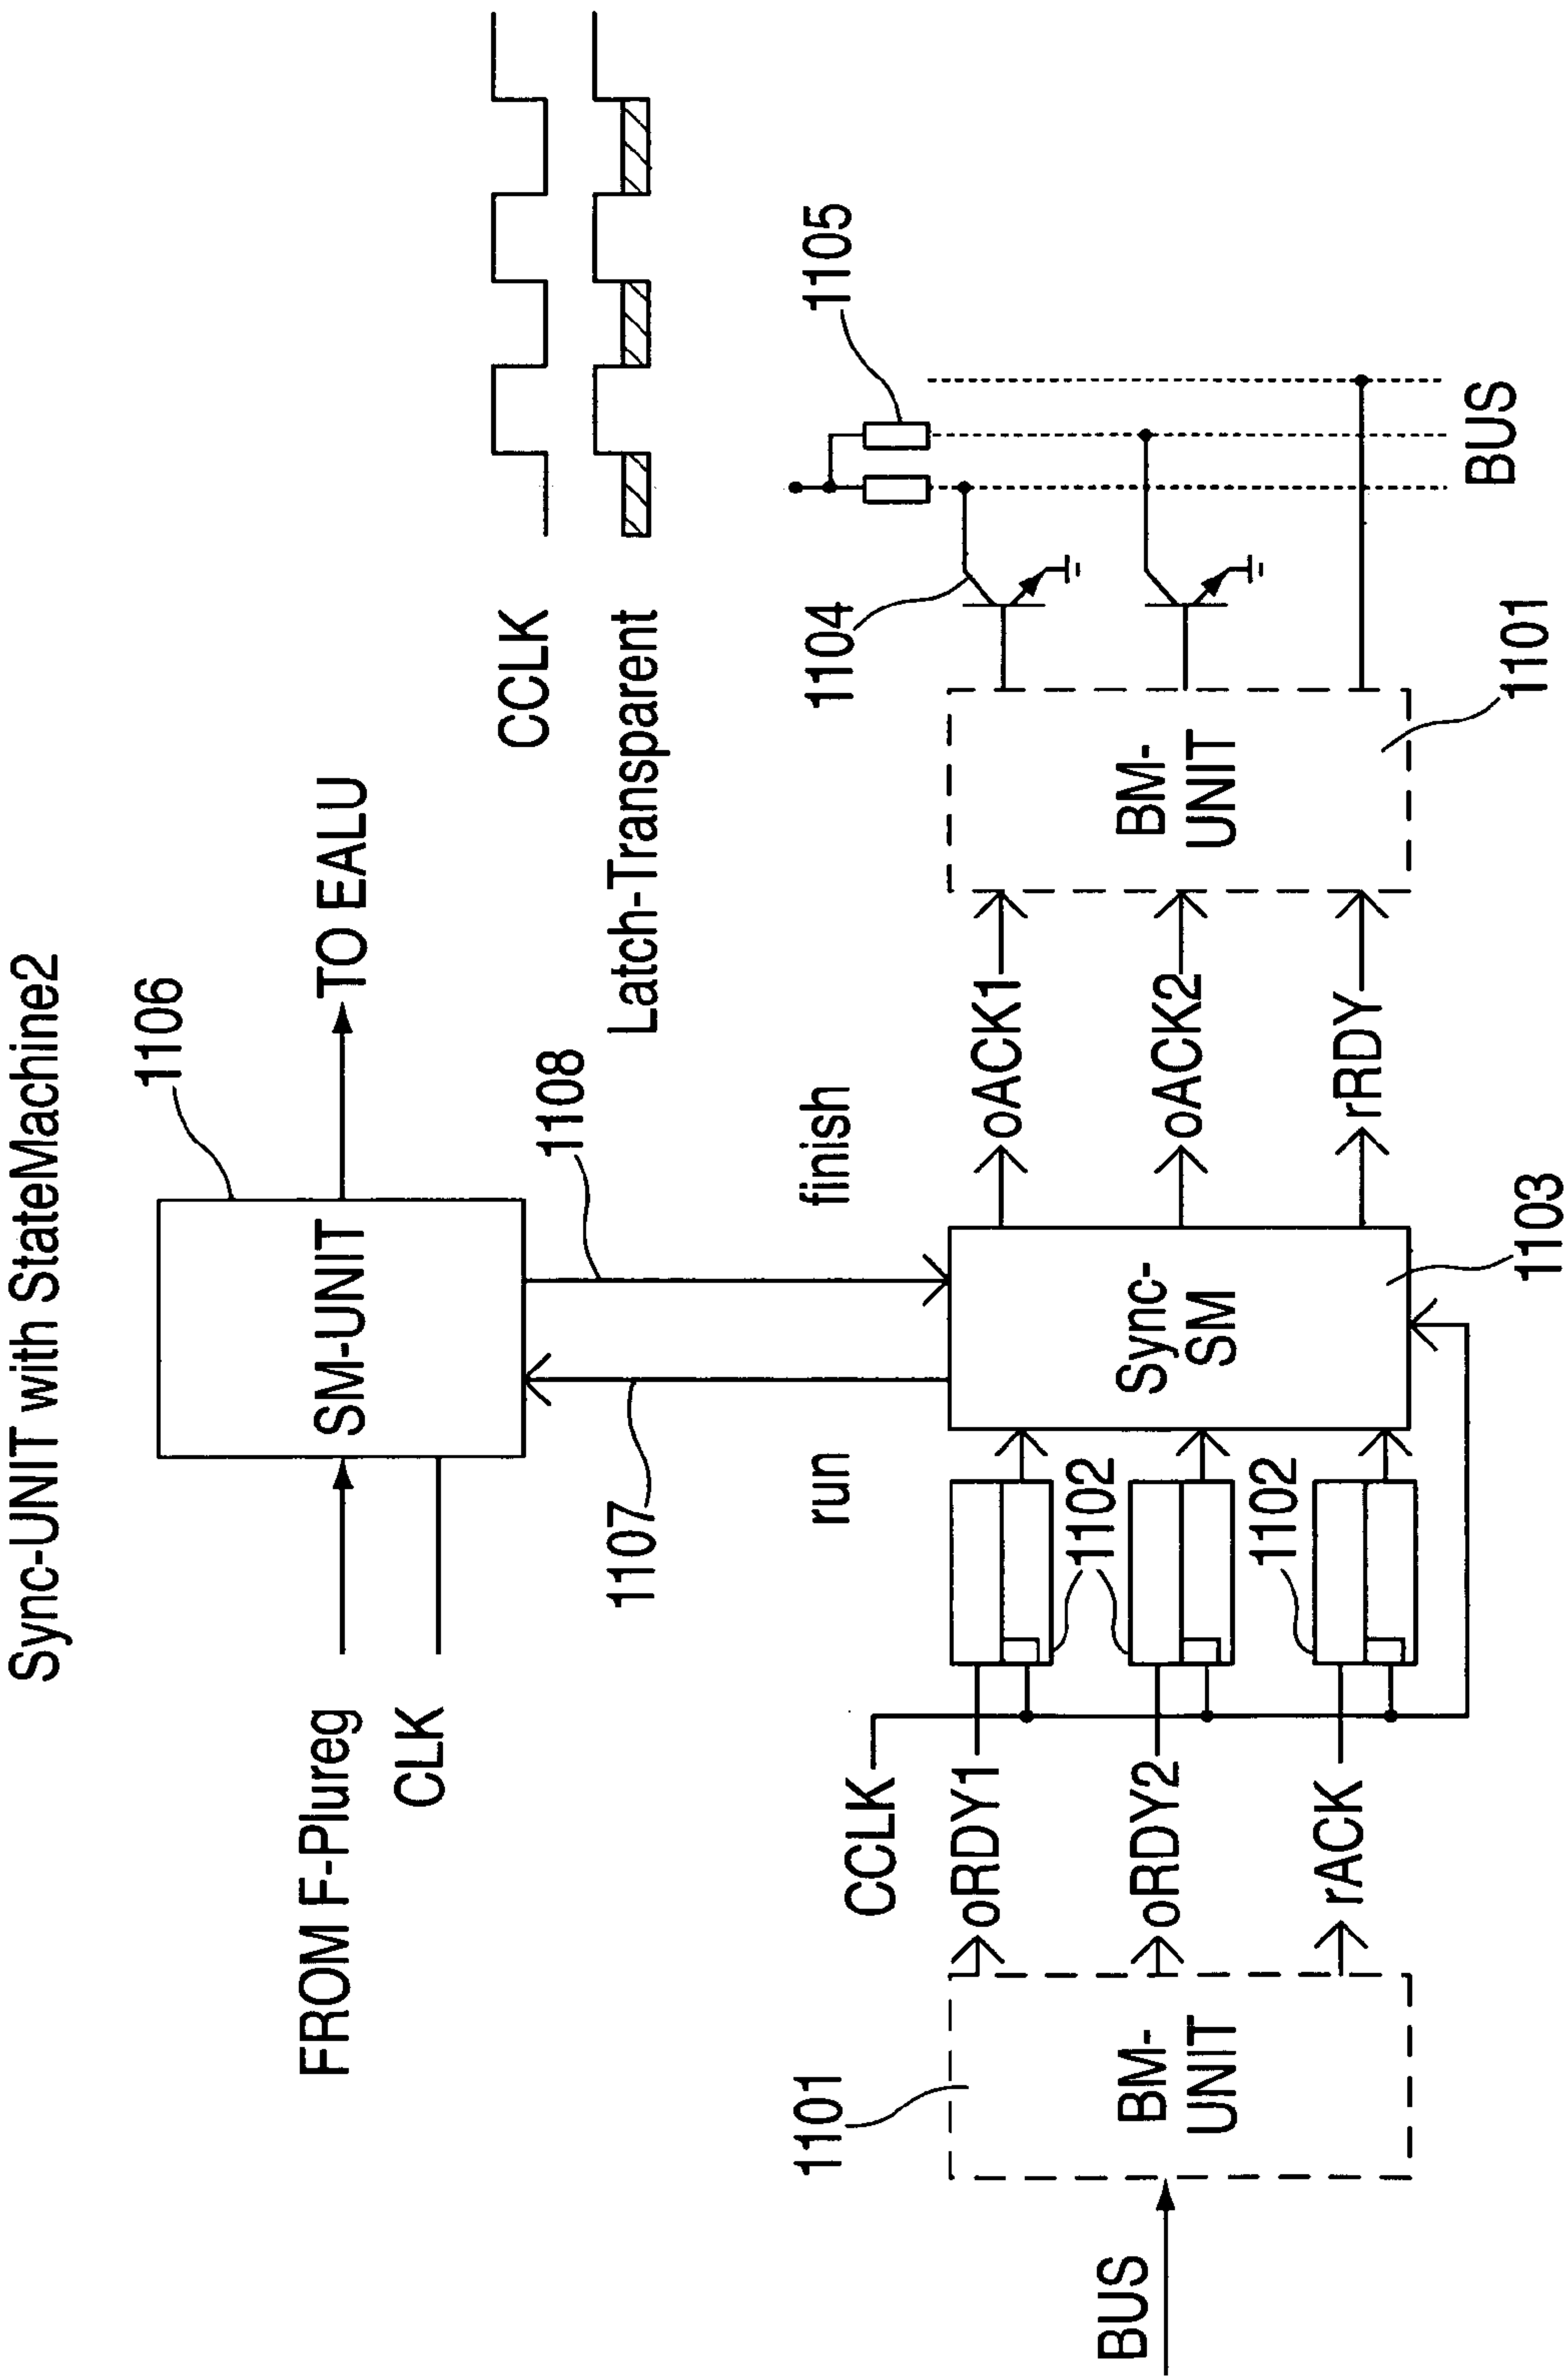 Sync-UNIT with StateMachine2
1106
FROM F-Plureg
SM-UNIT
TO EALU
CLK
CCLK
Latch-Transparent
1107
1108
run
finish
1101
CCLK
1104
1105
oRDY1
oACK1
1102
BUS
BM-
UNIT
oRDY2
Sync-
SM
oACK2
BM-
UNIT
1102
rACK
rRDY
BUS
1103
1101